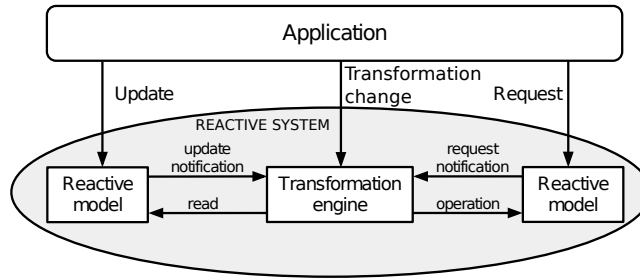 Application
Update
Transformation
change
Request
REACTIVE SYSTEM
update
notification
request
notification
Reactive
model
Transformation
engine
Reactive
model
read
operation